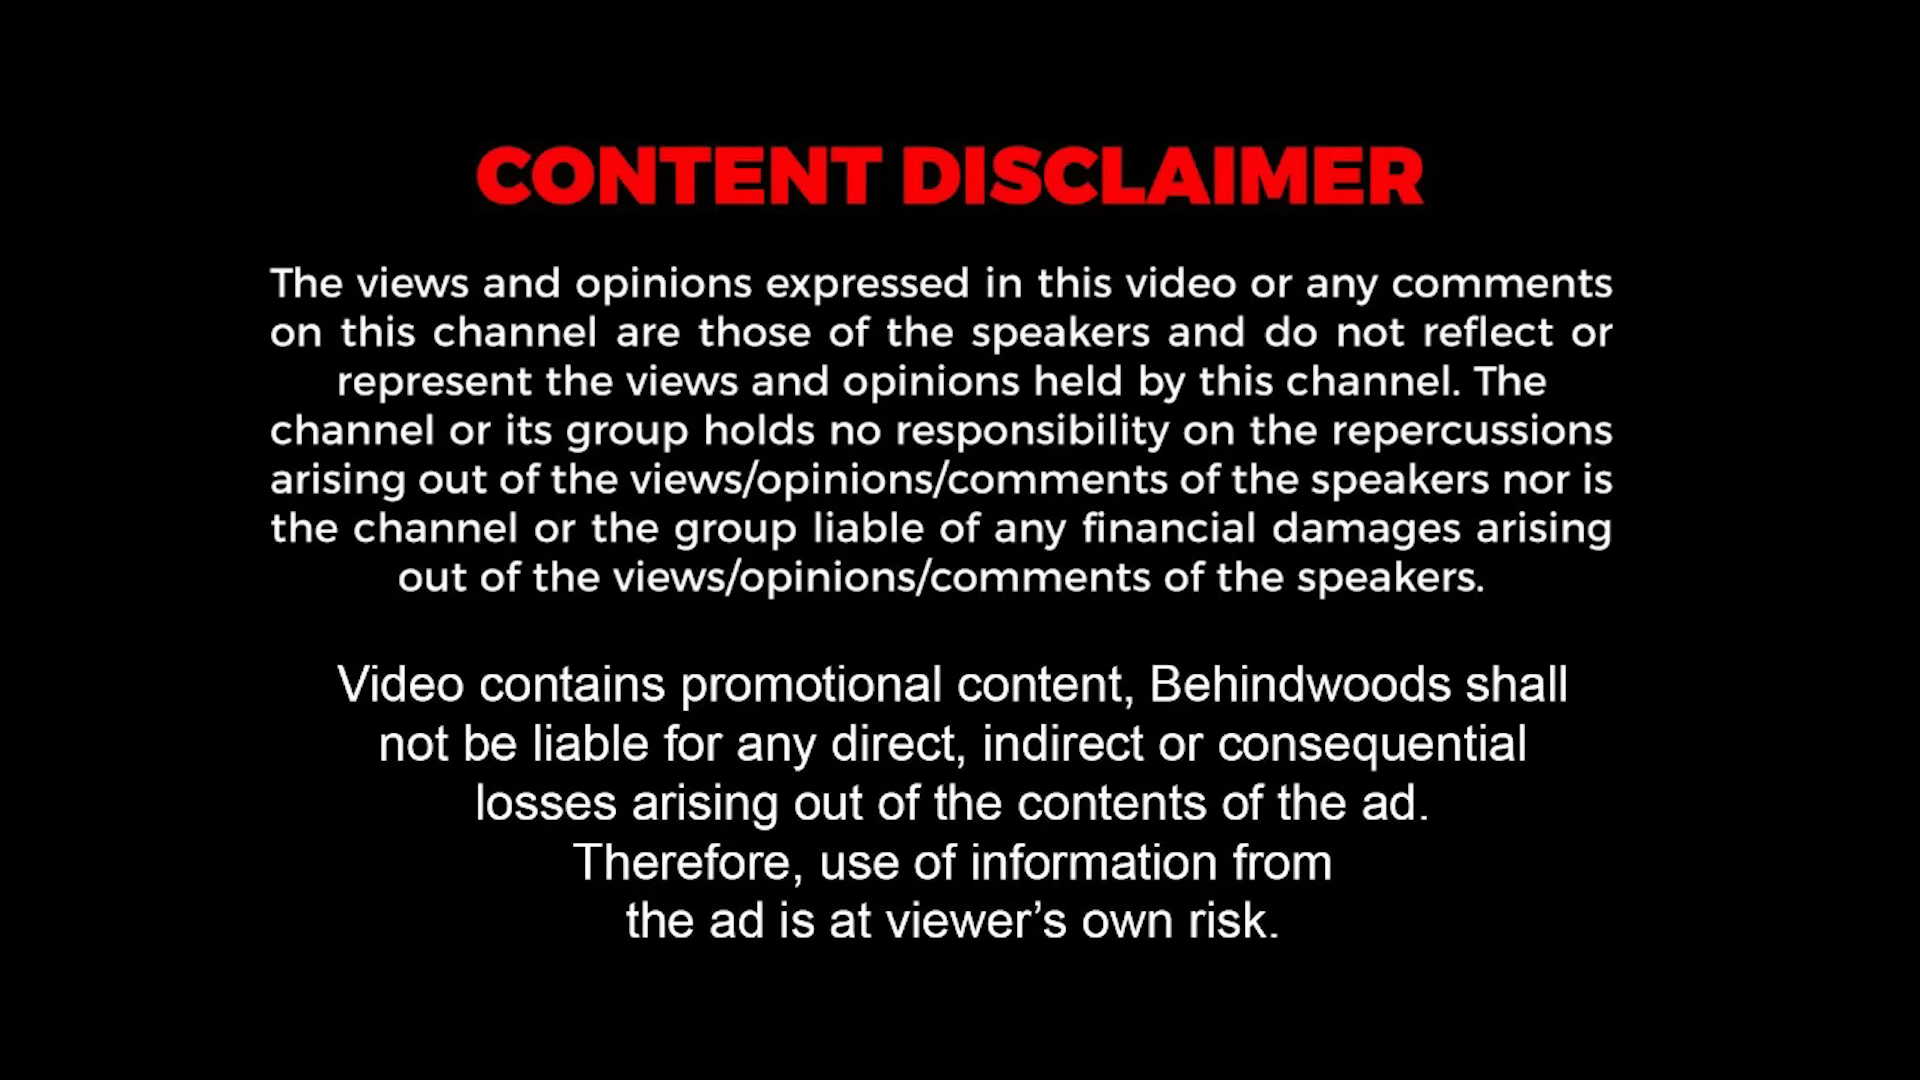 CONTENT DISCLAIMER
The views and opinions expressed in this video or any comments
on this channel are those of the speakers and do not reflect or
represent the views and opinions held by this channel. The
channel or its group holds no responsibility on the repercussions
arising out of the views/opinions/comments of the speakers nor is
the channel or the group liable of any financial damages arising
out of the views/opinions/comments of the speakers.
Video contains promotional content, Behindwoods shall
not be liable for any direct, indirect or consequential
losses arising out of the contents of the ad.
Therefore, use of information from
the ad is at viewer’s own risk.